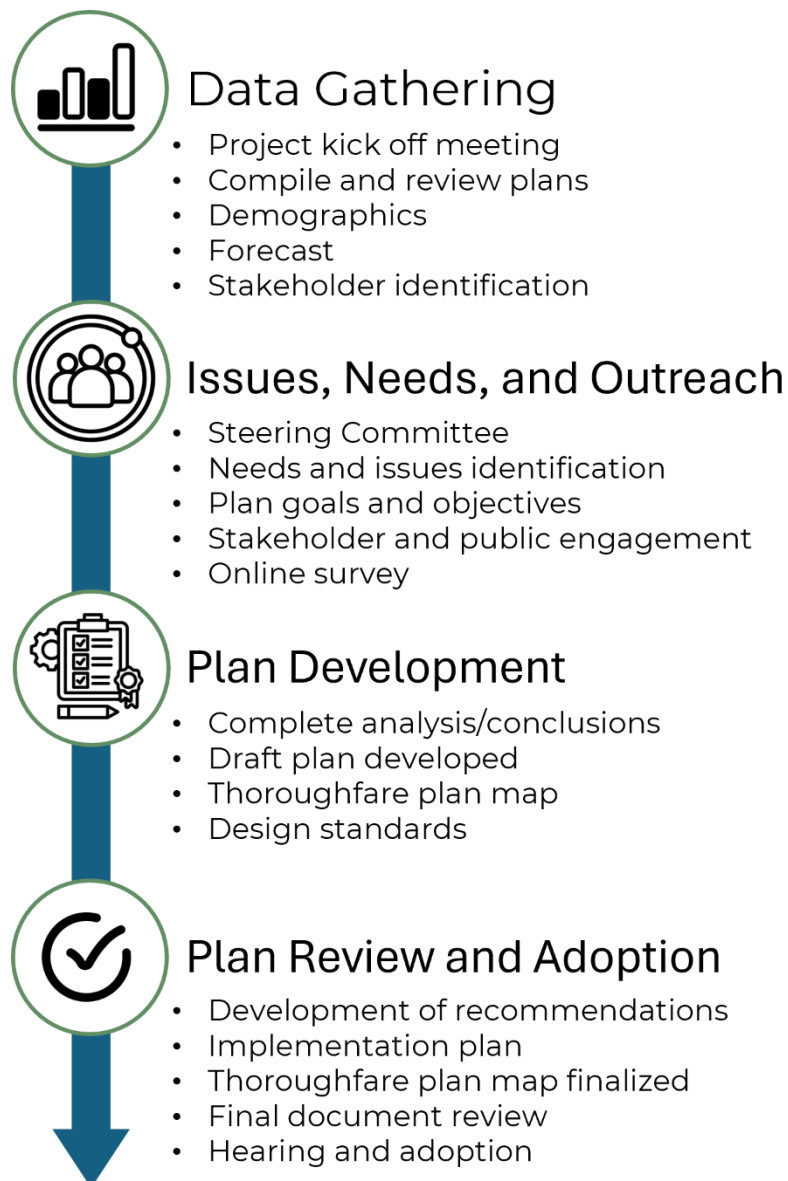 Data Gathering
• Project kick off meeting
• Compile and review plans
• Demographics
• Forecast
• Stakeholder identification
Issues, Needs, and Outreach
• Steering Committee
• Needs and issues identification
• Plan goals and objectives
• Stakeholder and public engagement
• Online survey
Plan Development
• Complete analysis/conclusions
• Draft plan developed
• Thoroughfare plan map
• Design standards
Plan Review and Adoption
• Development of recommendations
• Implementation plan
• Thoroughfare plan map finalized
• Final document review
• Hearing and adoption